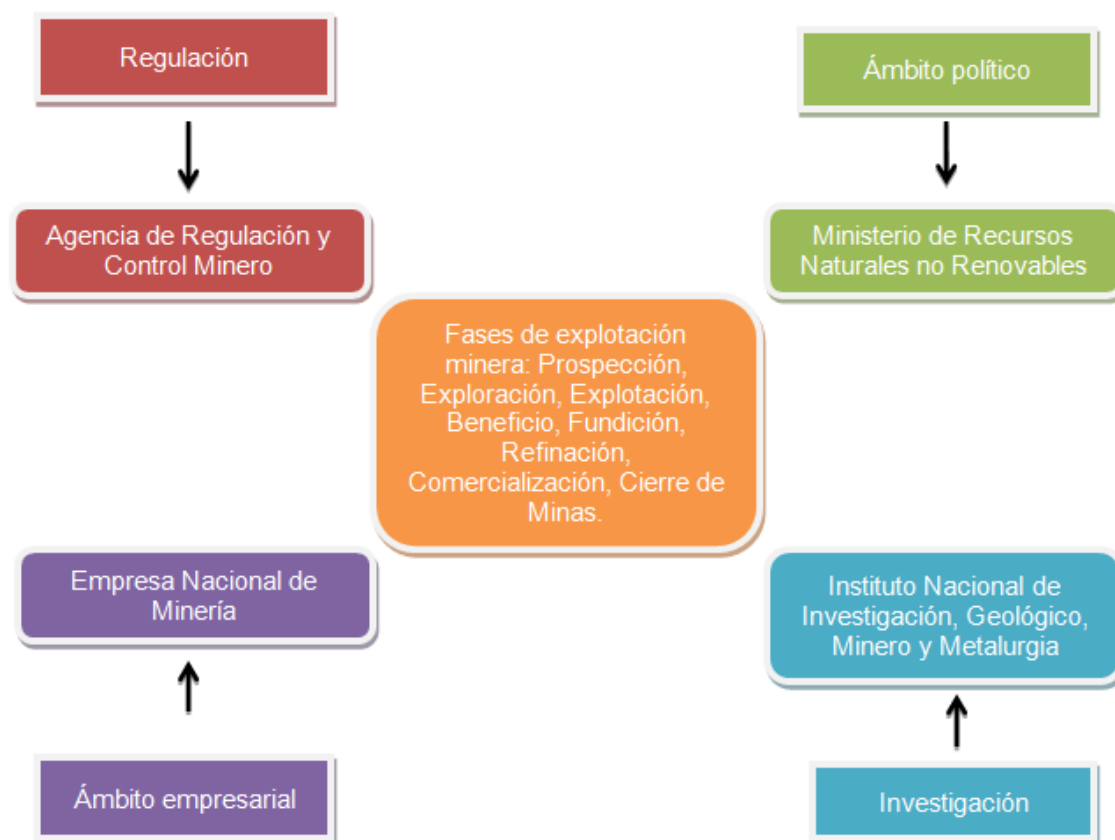 Regulación
Ámbito político
Agencia de Regulación y
Control Minero
Ministerio de Recursos
Naturales no Renovables
Fases de explotación
minera: Prospección,
Exploración, Explotación,
Beneficio, Fundición,
Refinación,
Comercialización, Cierre de
Minas.
Empresa Nacional de
Minería
Instituto Nacional de
Investigación, Geológico,
Minero y Metalurgia
Ámbito empresarial
Investigación